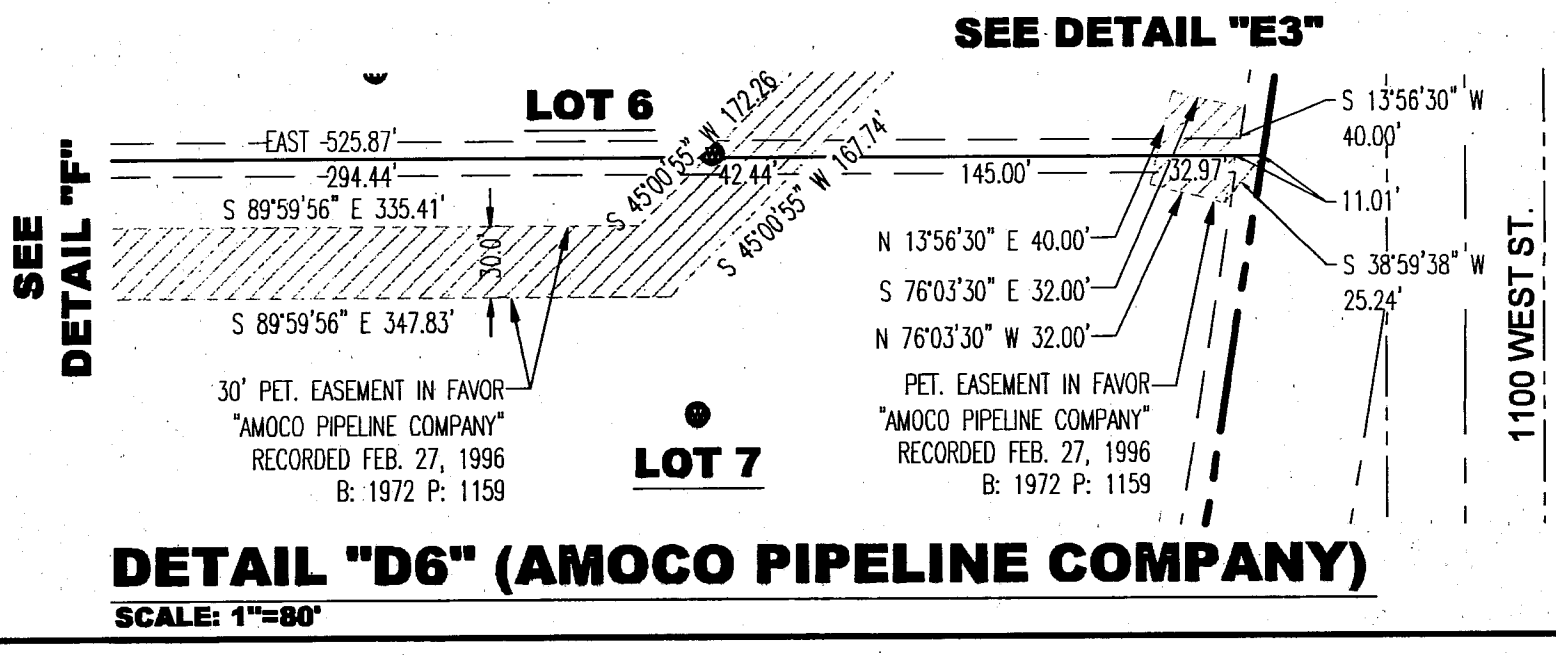 SEE DETAIL "E3"
SEE
DETAIL "F"
LOT 6
EAST 525.87'
294.44'
S 89°59'56" E 335.41'
30.0'
S 89°59'56" E 347.83'
S 45°00'55" W 172.26
S 45°00'55" W 167.74'
42.44'
145.00'
32.97'
S 13°56'30" W
40.00'
11.01'
S 38°59'38" W
25.24'
N 13°56'30" E 40.00'
S 76°03'30" E 32.00'
N 76°03'30" W 32.00'
30' PET. EASEMENT IN FAVOR
"AMOCO PIPELINE COMPANY"
RECORDED FEB. 27, 1996
B: 1972 P: 1159
LOT 7
PET. EASEMENT IN FAVOR
"AMOCO PIPELINE COMPANY"
RECORDED FEB. 27, 1996
B: 1972 P: 1159
1100 WEST ST.
DETAIL "D6" (AMOCO PIPELINE COMPANY)
SCALE: 1"=80'